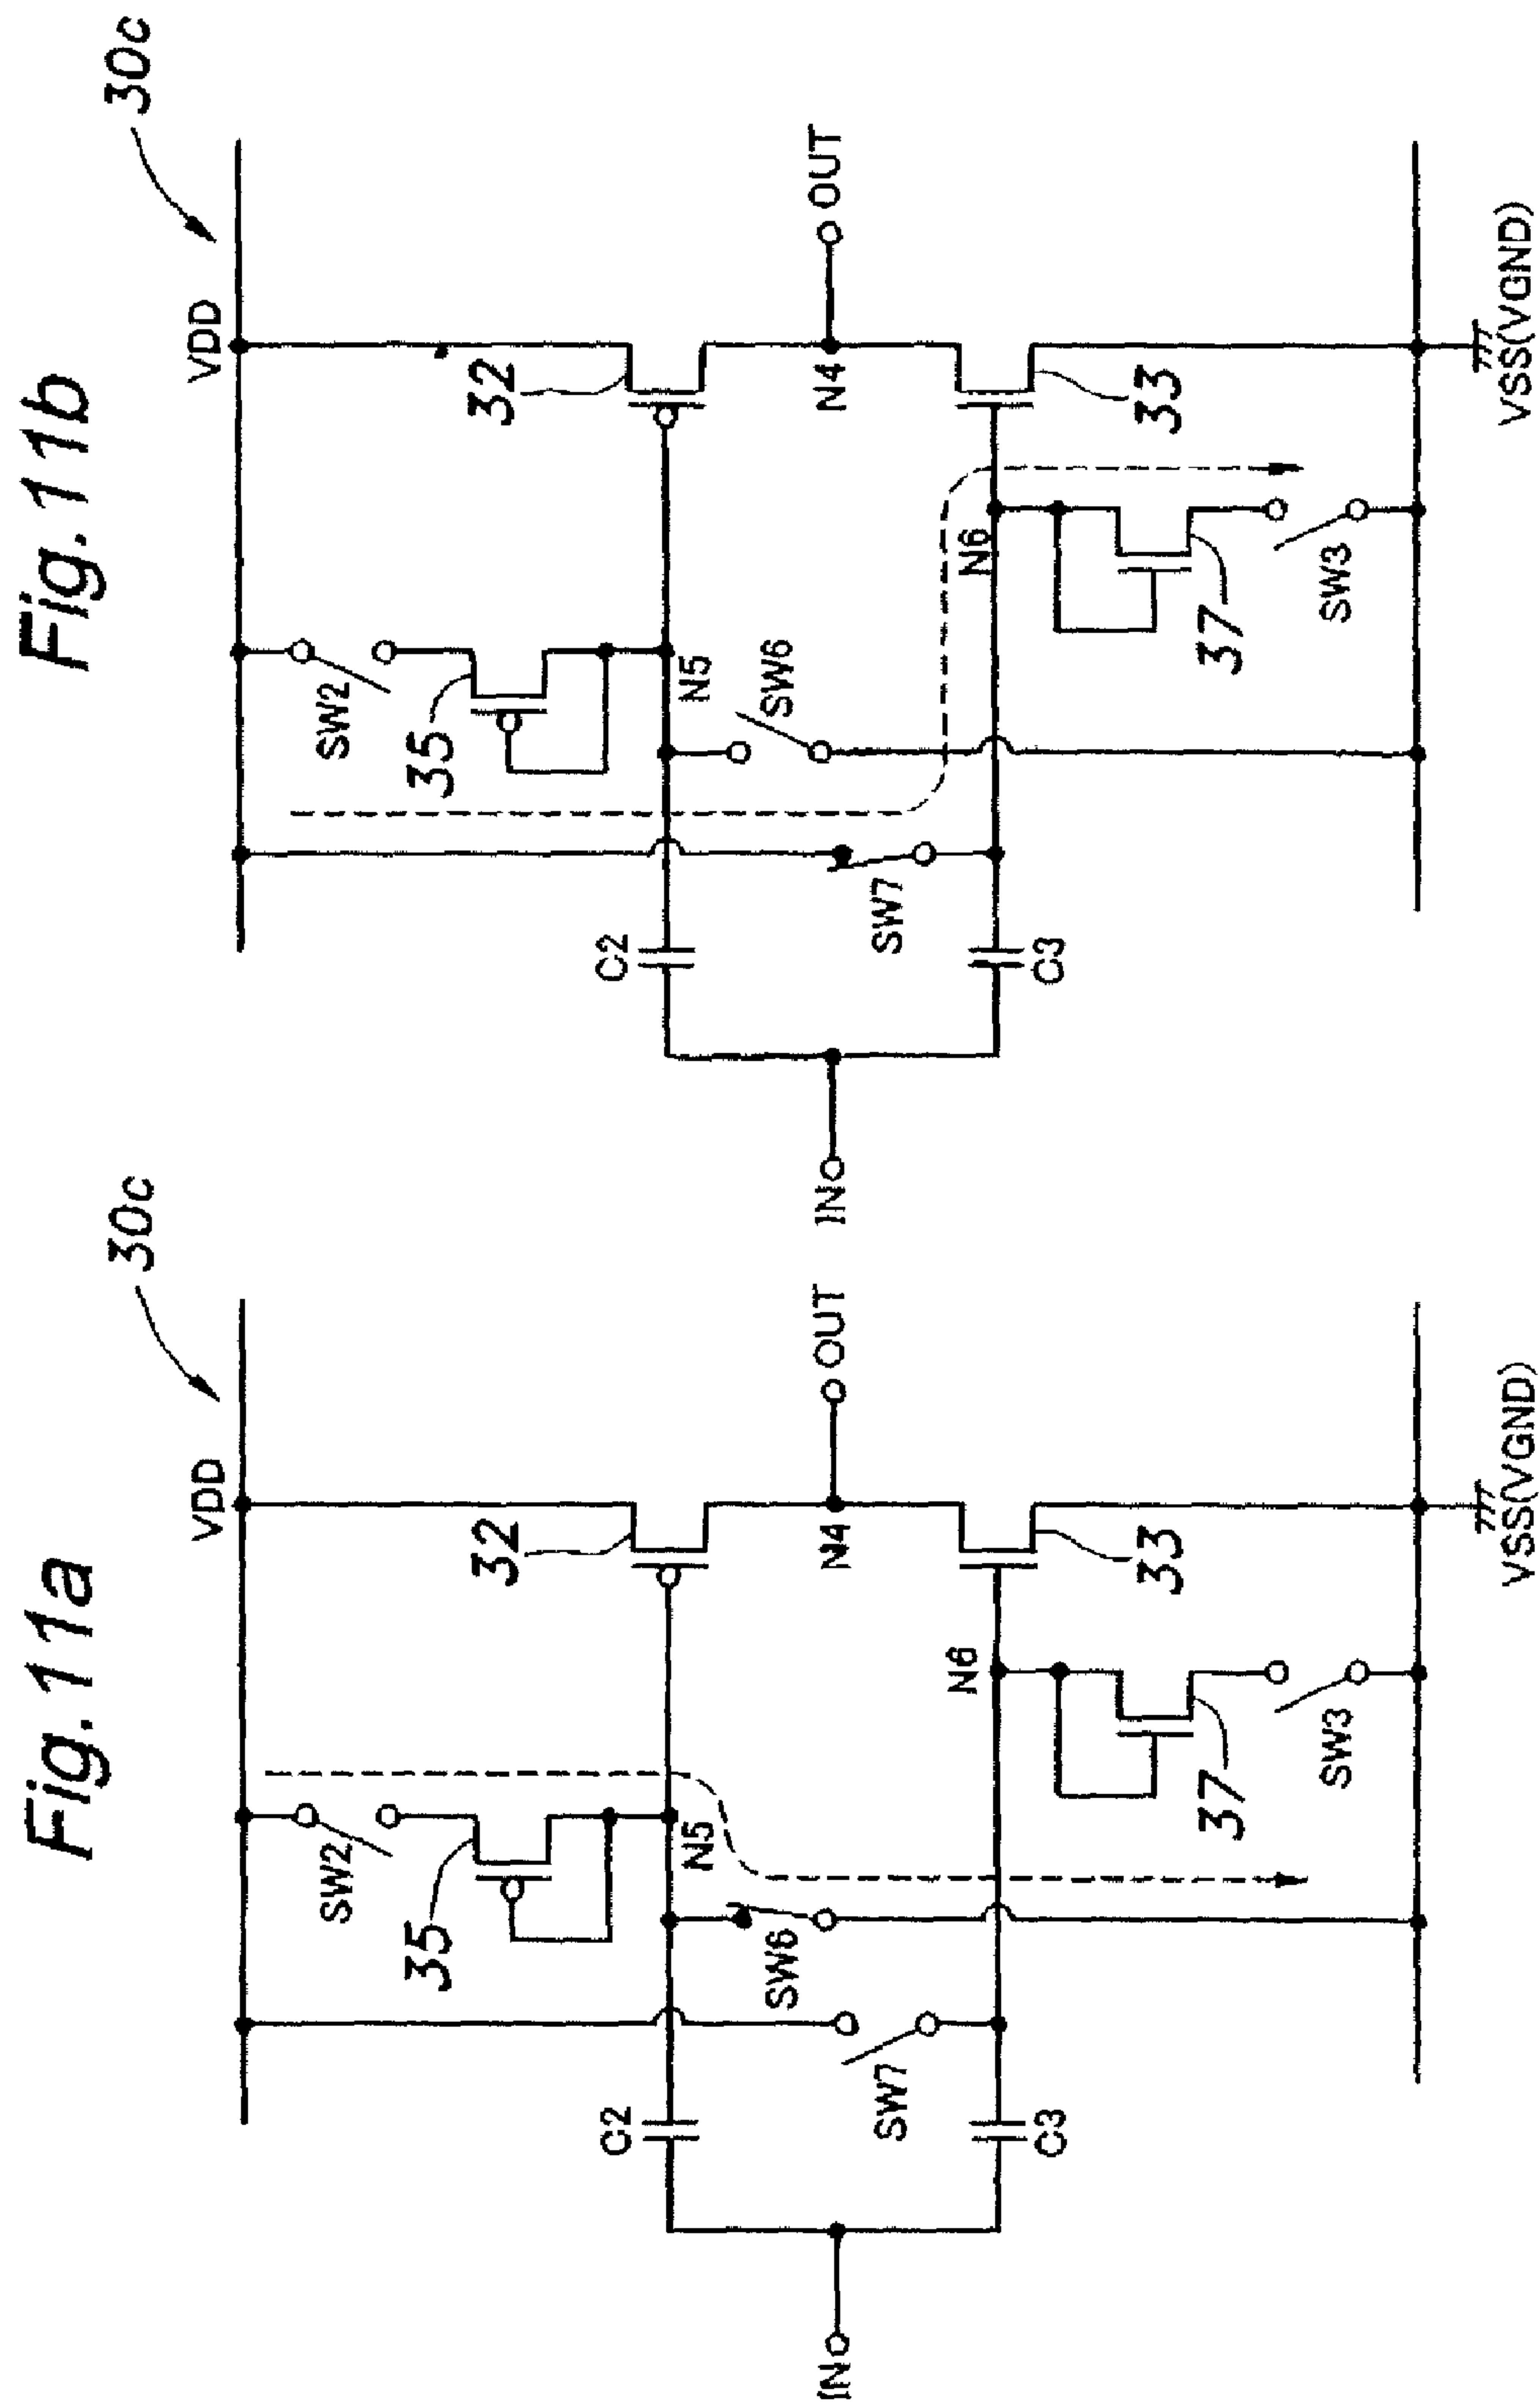 Fig.11a
30c
VDD
SW2
35
32
N5
C2
SW6
SW7
IN
N4
OUT
N6
C3
33
37
SW3
VSS(VGND)
Fig.11b
30c
VDD
SW2
35
32
N5
C2
SW6
SW7
IN
N4
OUT
N6
C3
33
37
SW3
VSS(VGND)